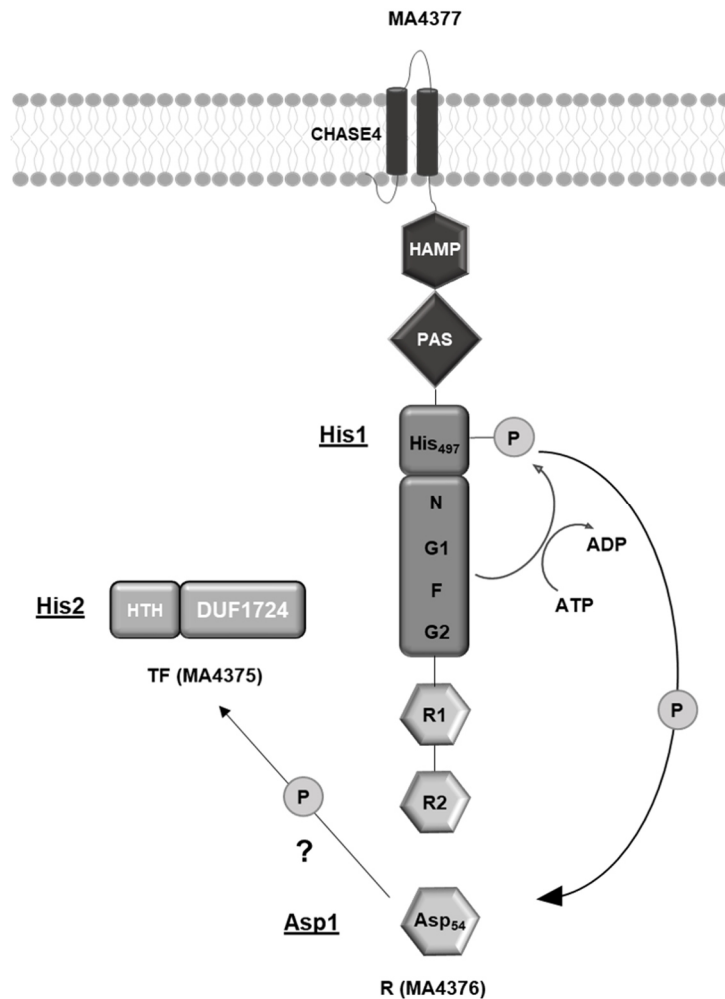 MA4377
CHASE4
HAMP
PAS
His1
His497
P
N
G1
F
G2
ADP
ATP
His2
HTH
DUF1724
TF (MA4375)
R1
P
R2
P
?
Asp1
Asp54
R (MA4376)